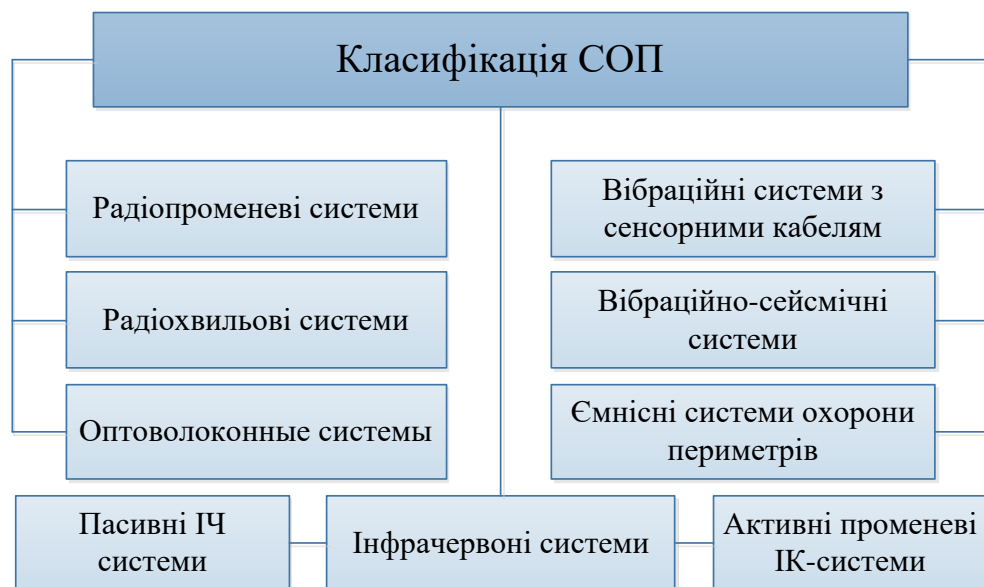 Класифікація СОП
Радіопроменеві системи
Радіохвильові системи
Оптоволоконные системы
Вібраційні системи з
сенсорними кабелям
Вібраційно-сейсмічні
системи
Ємнісні системи охорони
периметрів
Пасивні ІЧ
системи
Інфрачервоні системи
Активні променеві
ІК-системи